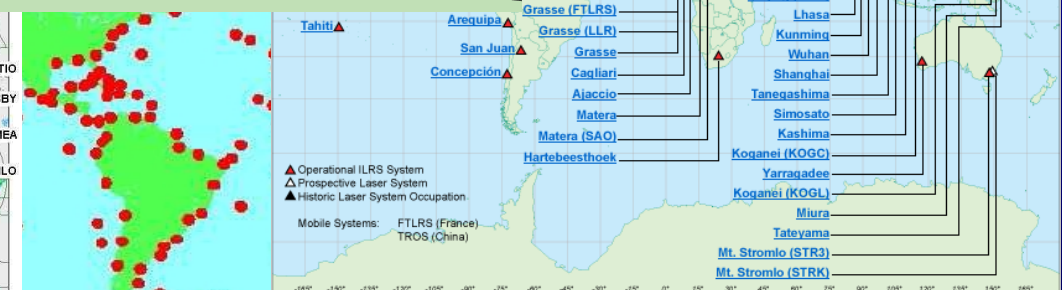 TIO
BY
MEA
LO
Tahiti
Arequipa
San Juan
Concepción
Grasse (FTLRS)
Grasse (LLR)
Grasse
Cagliari
Ajaccio
Matera
Matera (SAO)
Hartebeesthoek
Lhasa
Kunming
Wuhan
Shanghai
Tanegashima
Simosato
Kashima
Koganei (KOGC)
Yarragadee
Koganei (KOGL)
Miura
Tateyama
Mt. Stromlo (STR3)
Mt. Stromlo (STRK)
Operational ILRS System
Prospective Laser System
Historic Laser System Occupation
Mobile Systems: FTLRS (France)
TROS (China)